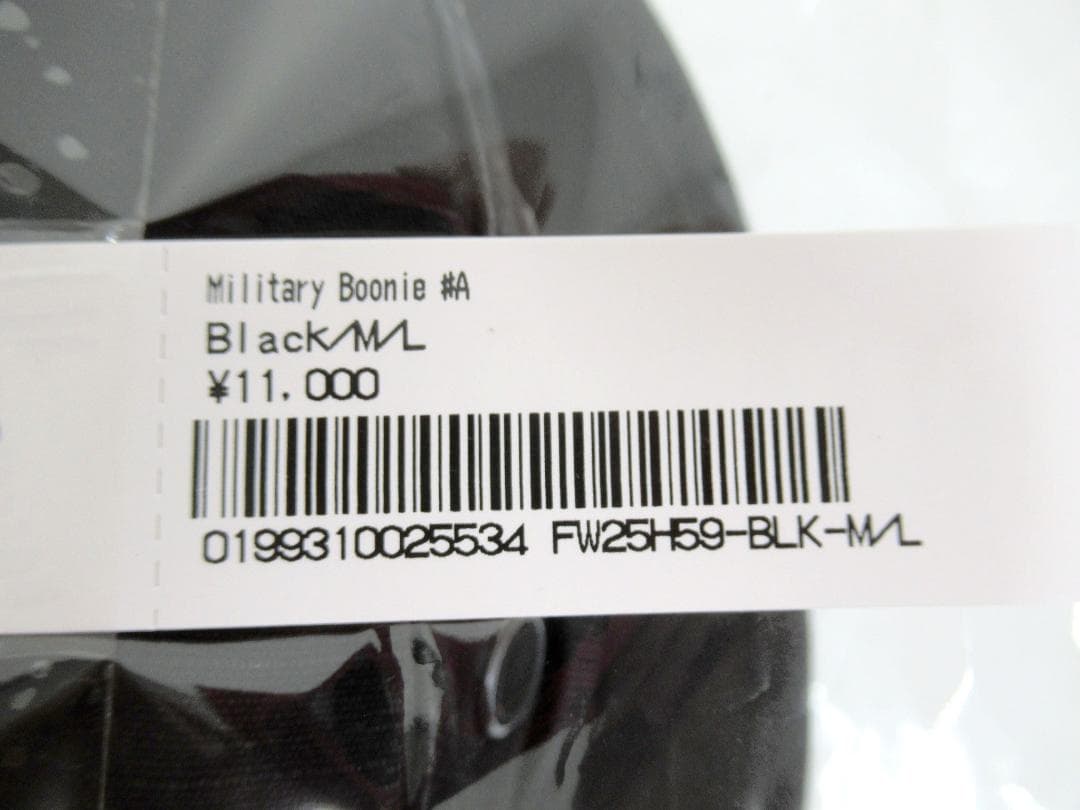 Military Boonie #A
Black/M/L
¥11,000
0199310025534 FW25H59-BLK-M/L